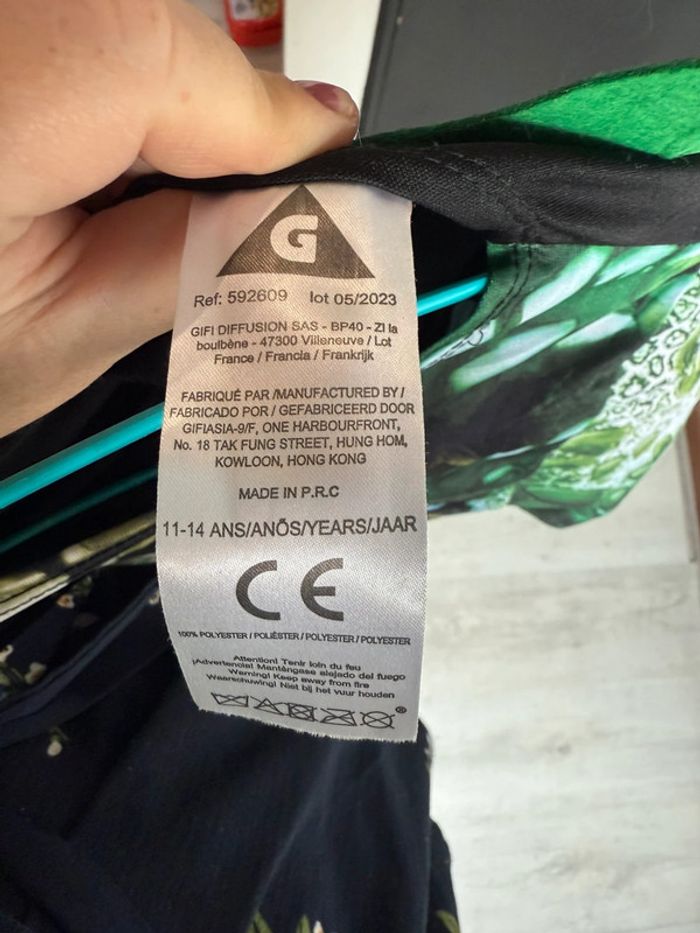 G
Ref: 592609 lot 05/2023
GIFI DIFFUSION SAS - BP40 - ZI la
boulbène - 47300 Villeneuve / Lot
France / Francia / Frankrijk
FABRIQUÉ PAR /MANUFACTURED BY /
FABRICADO POR / GEFABRICEERD DOOR
GIFIASIA-9/F, ONE HARBOURFRONT,
No. 18 TAK FUNG STREET, HUNG HOM,
KOWLOON, HONG KONG
MADE IN P.R.C
11-14 ANS/ANÕS/YEARS/JAAR
CE
100% POLYESTER / POLIÉSTER / POLYESTER / POLYESTER
Attention! Tenir loin du feu
¡Advertencia! Manténgase alejado del fuego
Warning! Keep away from fire
Waarschuwing! Niet bij het vuur houden
®